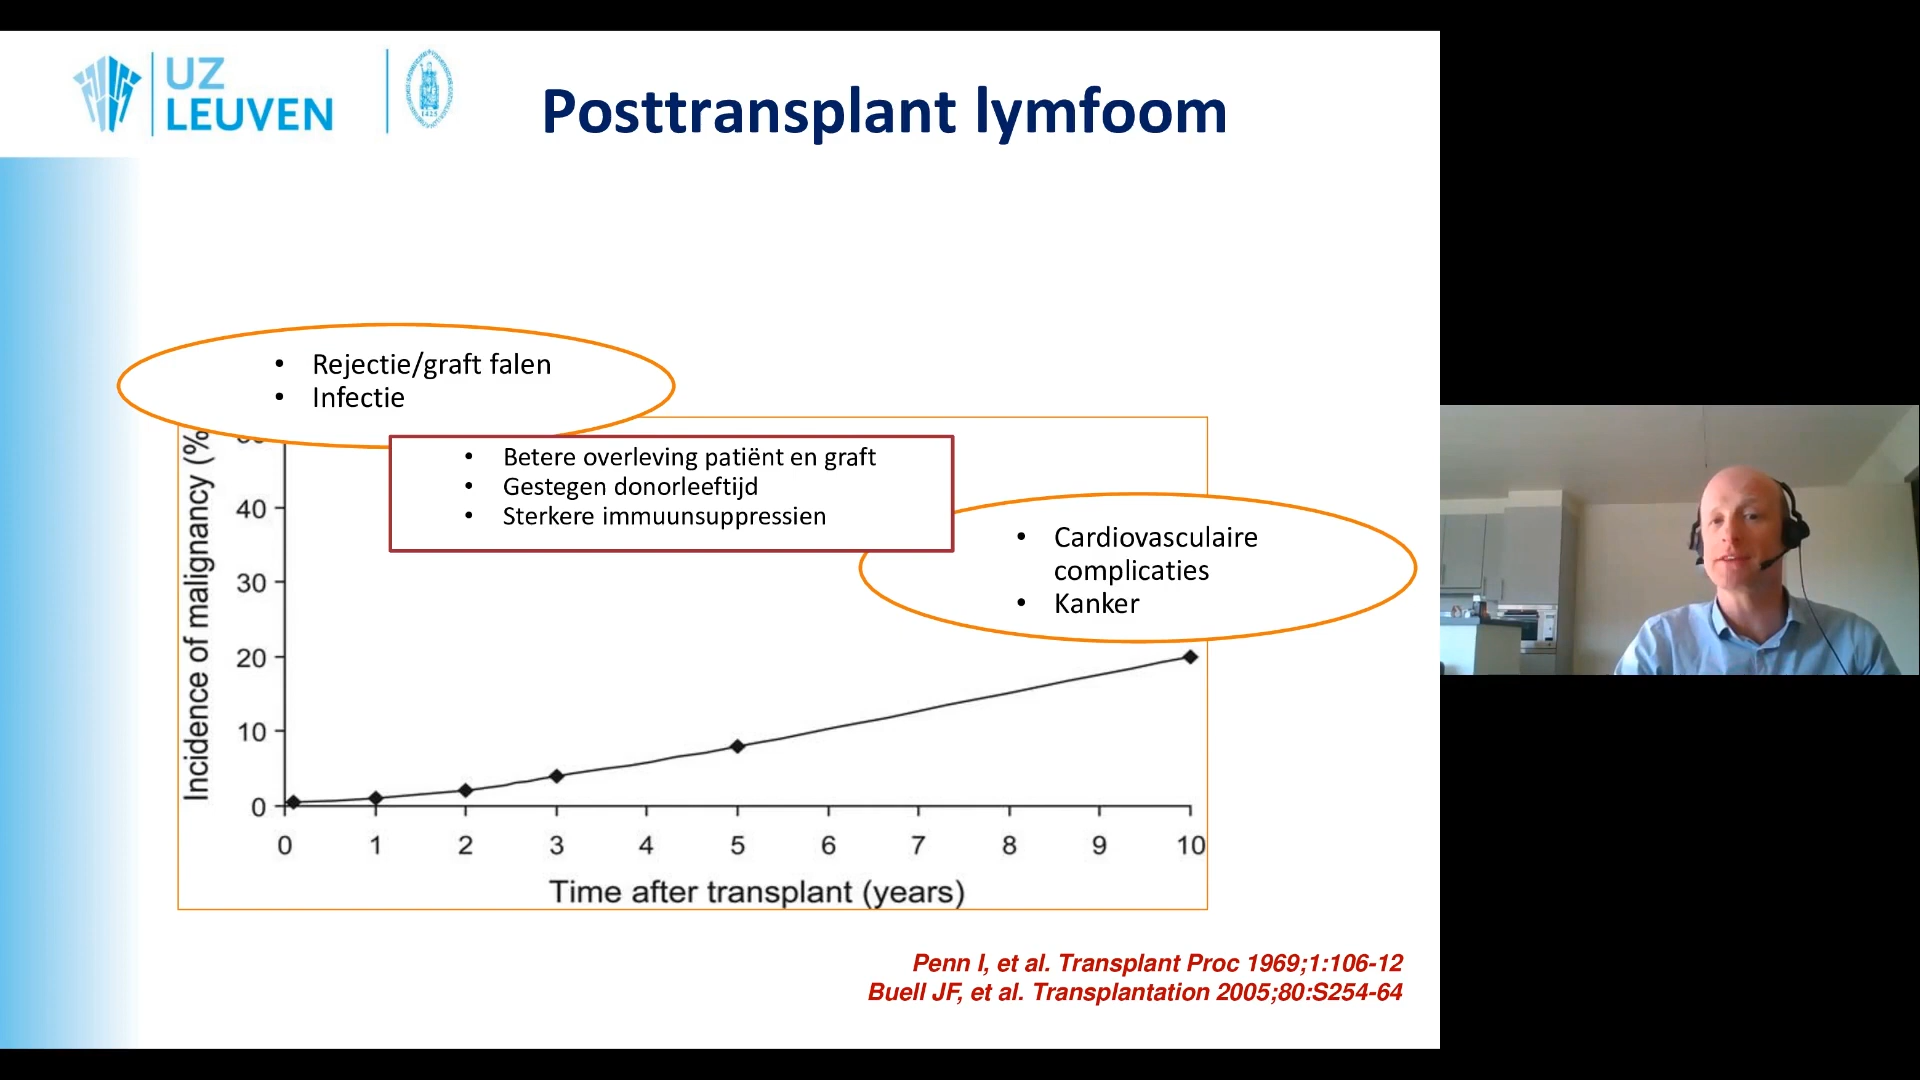 UZ
LEUVEN
1425
Posttransplant lymfoom
• Rejectie/graft falen
• Infectie
• Betere overleving patiënt en graft
• Gestegen donorleeftijd
• Sterkere immuunsuppressien
• Cardiovasculaire
complicaties
• Kanker
Incidence of malignancy (%
40
30
20
10
0
0 1 2 3 4 5 6 7 8 9 10
Time after transplant (years)
Penn I, et al. Transplant Proc 1969;1:106-12
Buell JF, et al. Transplantation 2005;80:S254-64